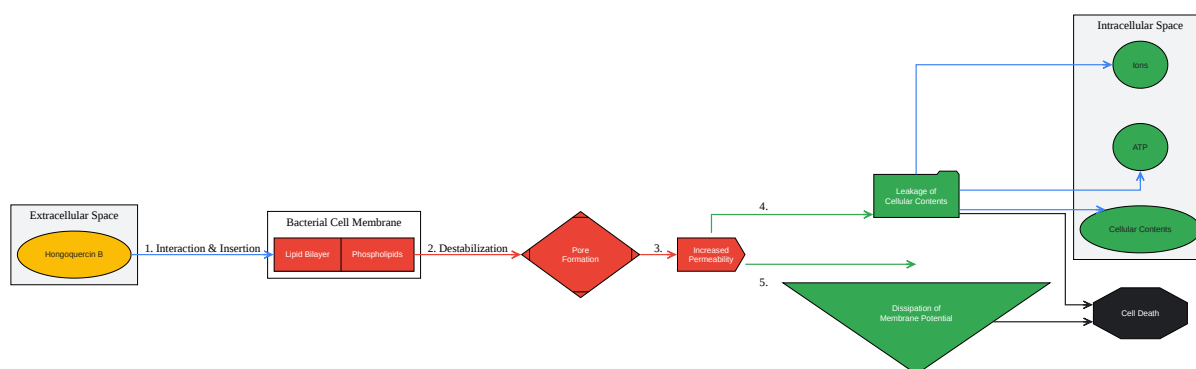 Extracellular Space
Hongoquercin B
1. Interaction & Insertion
Bacterial Cell Membrane
Lipid Bilayer
Phospholipids
2. Destabilization
Pore
Formation
3.
Increased
Permeability
4.
5.
Leakage of
Cellular Contents
Dissipation of
Membrane Potential
Intracellular Space
Ions
ATP
Cellular Contents
Cell Death